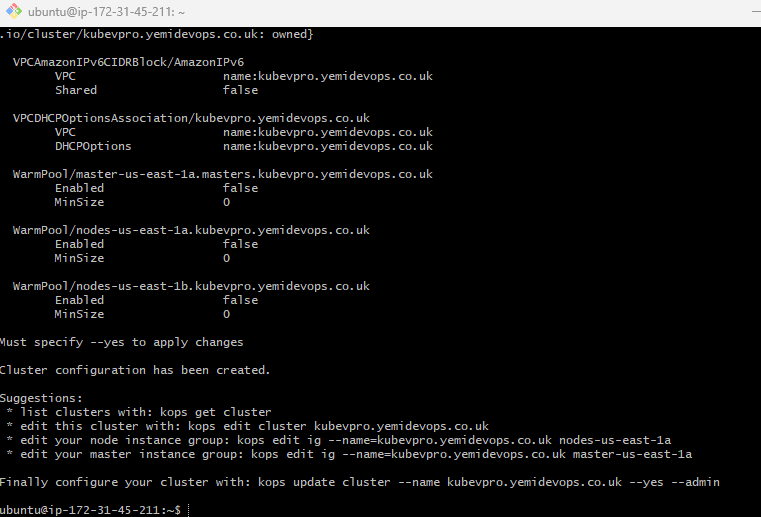 ubuntu@ip-172-31-45-211: ~
.io/cluster/kubevpro.yemidevops.co.uk: owned}
VPCAmazonIPv6CIDRBlock/AmazonIPv6
VPC name:kubevpro.yemidevops.co.uk
Shared false
VPCDHCPOptionsAssociation/kubevpro.yemidevops.co.uk
VPC name:kubevpro.yemidevops.co.uk
DHCPOptions name:kubevpro.yemidevops.co.uk
WarmPool/master-us-east-1a.masters.kubevpro.yemidevops.co.uk
Enabled false
MinSize 0
WarmPool/nodes-us-east-1a.kubevpro.yemidevops.co.uk
Enabled false
MinSize 0
WarmPool/nodes-us-east-1b.kubevpro.yemidevops.co.uk
Enabled false
MinSize 0
Must specify --yes to apply changes
Cluster configuration has been created.
Suggestions:
* list clusters with: kops get cluster
* edit this cluster with: kops edit cluster kubevpro.yemidevops.co.uk
* edit your node instance group: kops edit ig --name=kubevpro.yemidevops.co.uk nodes-us-east-1a
* edit your master instance group: kops edit ig --name=kubevpro.yemidevops.co.uk master-us-east-1a
Finally configure your cluster with: kops update cluster --name kubevpro.yemidevops.co.uk --yes --admin
ubuntu@ip-172-31-45-211:~$